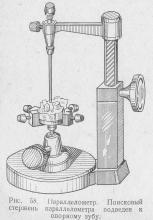 Рис. 58. Параллелометр. Поисковый
стержень параллелометра подведен к
опорному зубу.